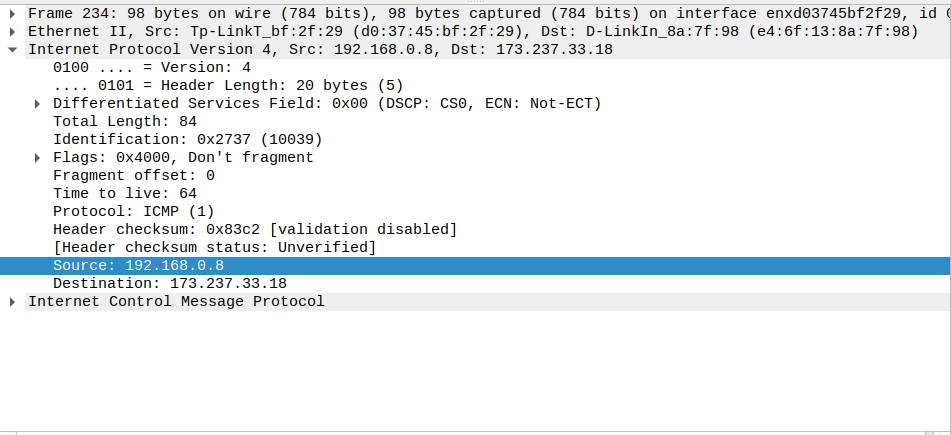 Frame 234: 98 bytes on wire (784 bits), 98 bytes captured (784 bits) on interface enxd03745bf2f29, id
Ethernet II, Src: Tp-LinkT_bf:2f:29 (d0:37:45:bf:2f:29), Dst: D-LinkIn_8a:7f:98 (e4:6f:13:8a:7f:98)
Internet Protocol Version 4, Src: 192.168.0.8, Dst: 173.237.33.18
0100 .... = Version: 4
.... 0101 = Header Length: 20 bytes (5)
Differentiated Services Field: 0x00 (DSCP: CS0, ECN: Not-ECT)
Total Length: 84
Identification: 0x2737 (10039)
Flags: 0x4000, Don't fragment
Fragment offset: 0
Time to live: 64
Protocol: ICMP (1)
Header checksum: 0x83c2 [validation disabled]
[Header checksum status: Unverified]
Source: 192.168.0.8
Destination: 173.237.33.18
Internet Control Message Protocol